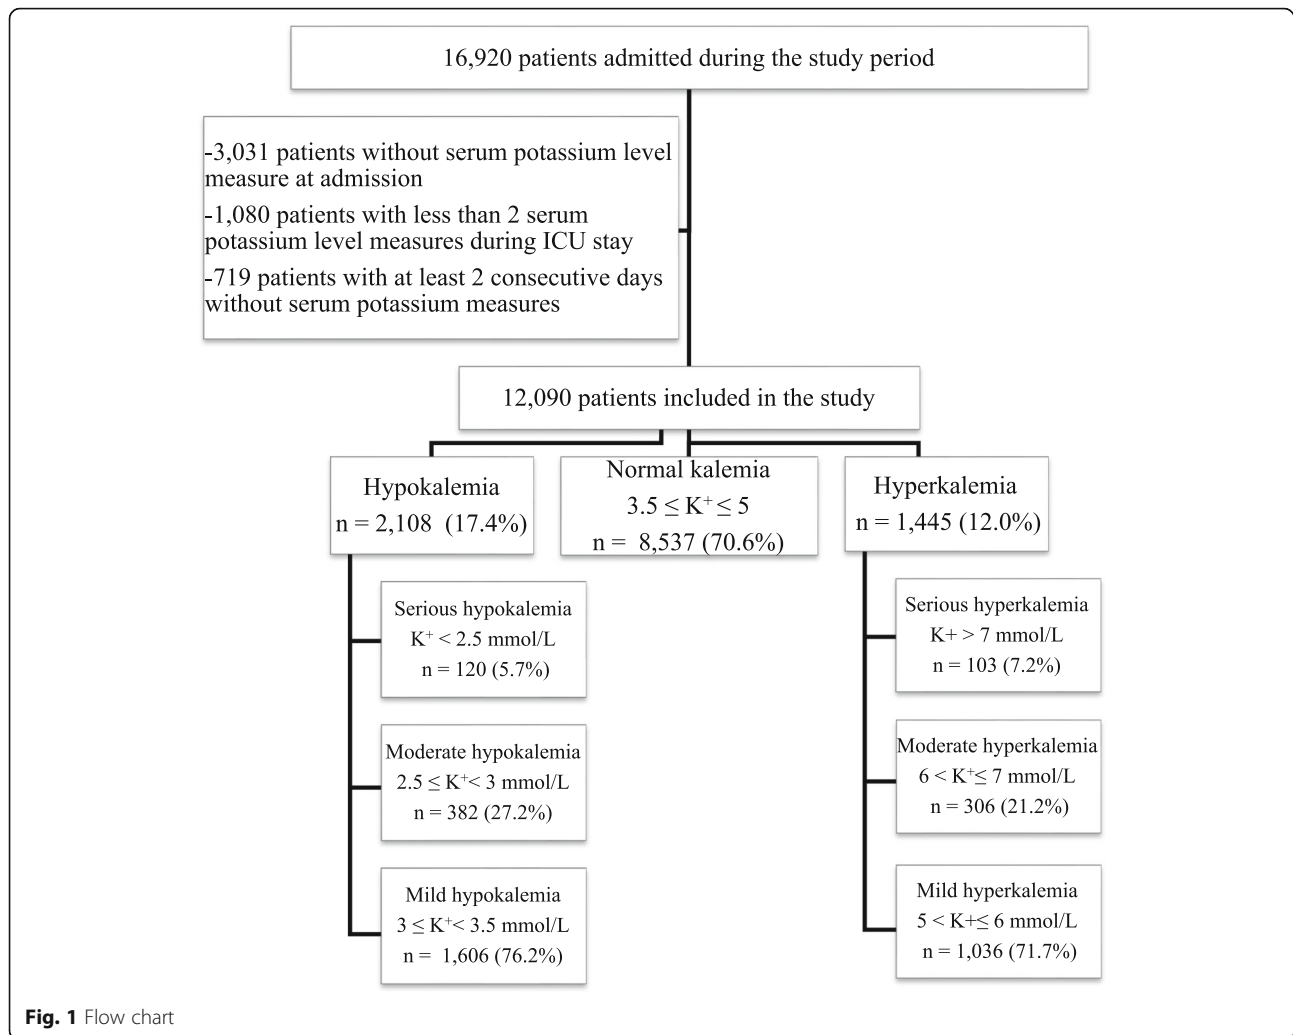 16,920 patients admitted during the study period
-3,031 patients without serum potassium level
measure at admission
-1,080 patients with less than 2 serum
potassium level measures during ICU stay
-719 patients with at least 2 consecutive days
without serum potassium measures
12,090 patients included in the study
Hypokalemia
n = 2,108 (17.4%)
Normal kalemia
3.5 ≤ K⁺ ≤ 5
n = 8,537 (70.6%)
Hyperkalemia
n = 1,445 (12.0%)
Serious hypokalemia
K⁺ < 2.5 mmol/L
n = 120 (5.7%)
Moderate hypokalemia
2.5 ≤ K⁺< 3 mmol/L
n = 382 (27.2%)
Mild hypokalemia
3 ≤ K⁺< 3.5 mmol/L
n = 1,606 (76.2%)
Serious hyperkalemia
K+ > 7 mmol/L
n = 103 (7.2%)
Moderate hyperkalemia
6 < K⁺≤ 7 mmol/L
n = 306 (21.2%)
Mild hyperkalemia
5 < K+≤ 6 mmol/L
n = 1,036 (71.7%)
Fig. 1 Flow chart